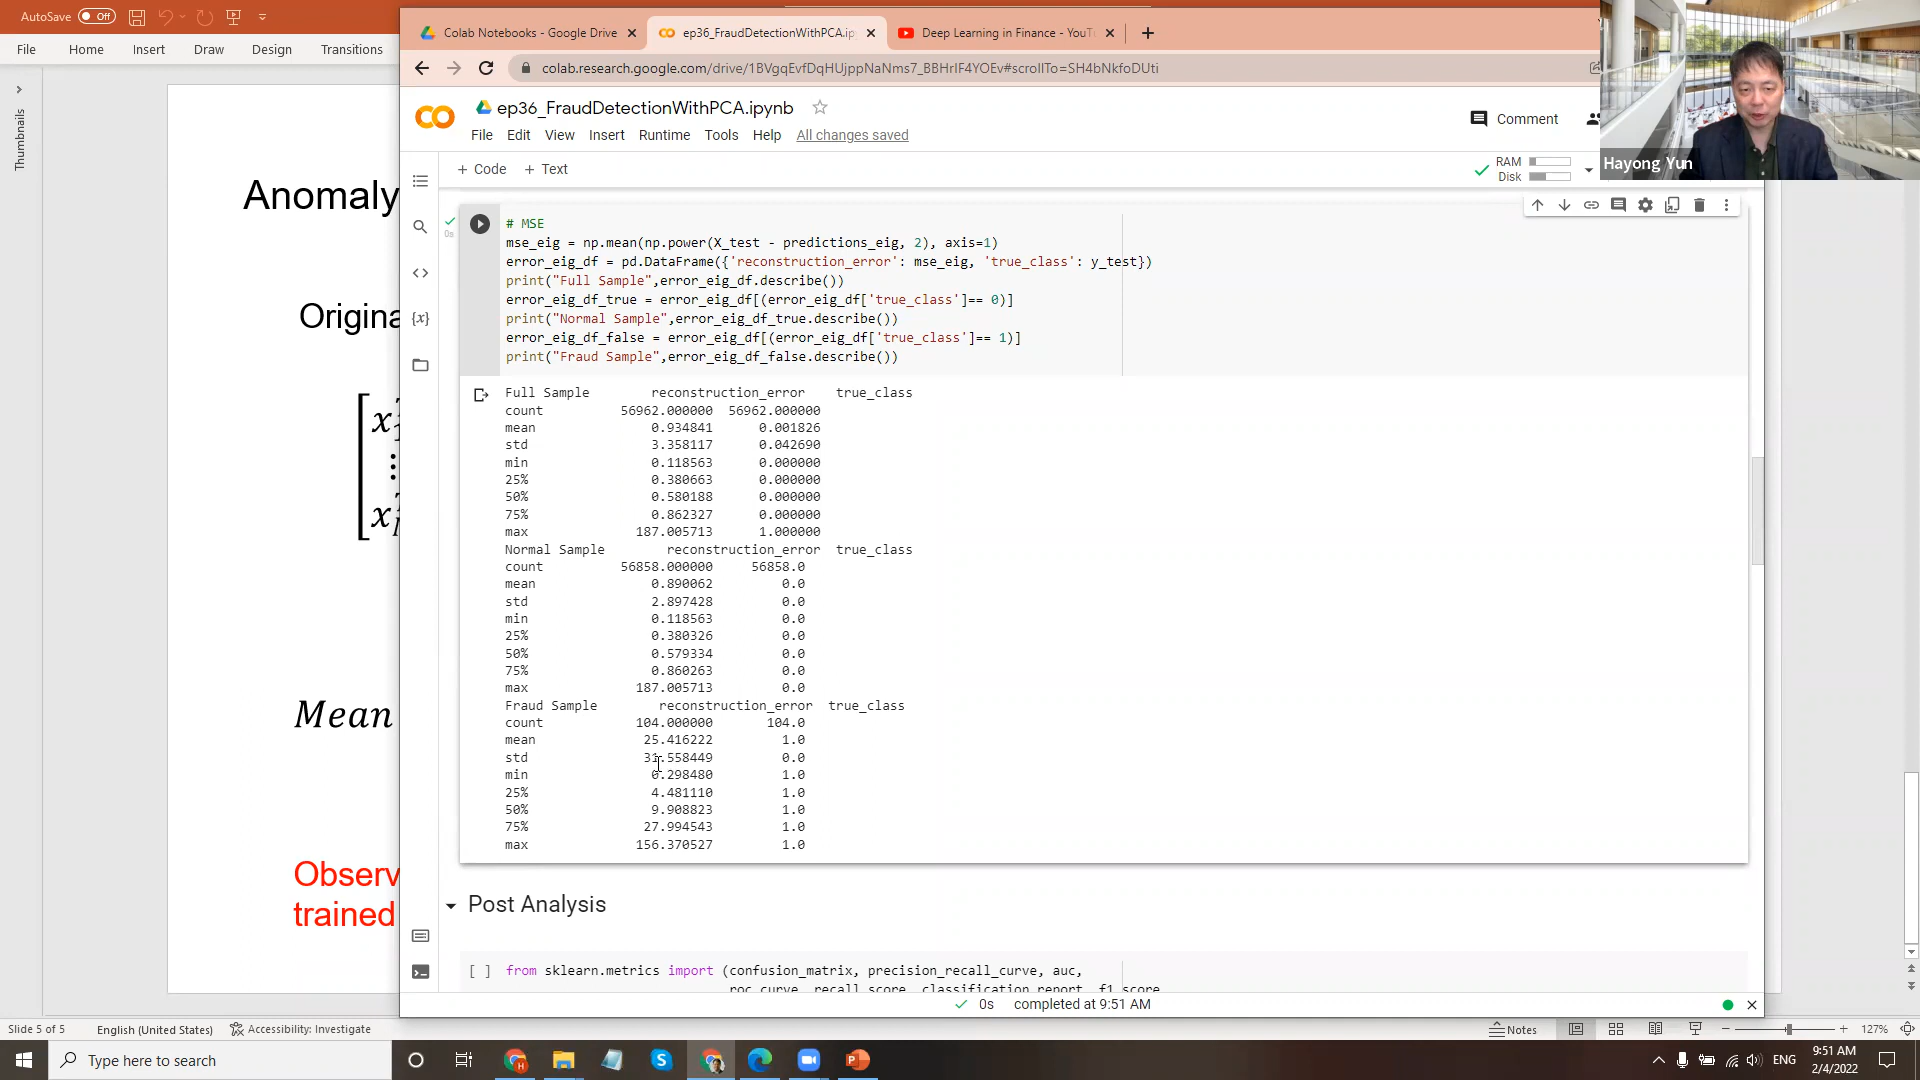 AutoSave Off
File Home Insert Draw Design Transitions
Thumbnails
Anomaly
Origina
Mean
Observ
trained
Colab Notebooks - Google Drive
ep36_FraudDetectionWithPCA.ip
Deep Learning in Finance - YouT
colab.research.google.com/drive/1BVgqEvfDqHUjppNaNms7_BBHrIF4YOEv#scrollTo=SH4bNkfoDUti
ep36_FraudDetectionWithPCA.ipynb
File Edit View Insert Runtime Tools Help All changes saved
Comment
+ Code + Text
RAM
Disk
Hayong Yun
0s
# MSE
mse_eig = np.mean(np.power(X_test - predictions_eig, 2), axis=1)
error_eig_df = pd.DataFrame({'reconstruction_error': mse_eig, 'true_class': y_test})
print("Full Sample",error_eig_df.describe())
error_eig_df_true = error_eig_df[(error_eig_df['true_class']== 0)]
print("Normal Sample",error_eig_df_true.describe())
error_eig_df_false = error_eig_df[(error_eig_df['true_class']== 1)]
print("Fraud Sample",error_eig_df_false.describe())
Full Sample reconstruction_error true_class
count 56962.000000 56962.000000
mean 0.934841 0.001826
std 3.358117 0.042690
min 0.118563 0.000000
25% 0.380663 0.000000
50% 0.580188 0.000000
75% 0.862327 0.000000
max 187.005713 1.000000
Normal Sample reconstruction_error true_class
count 56858.000000 56858.0
mean 0.890062 0.0
std 2.897428 0.0
min 0.118563 0.0
25% 0.380326 0.0
50% 0.579334 0.0
75% 0.860263 0.0
max 187.005713 0.0
Fraud Sample reconstruction_error true_class
count 104.000000 104.0
mean 25.416222 1.0
std 31.558449 0.0
min 0.298480 1.0
25% 4.481110 1.0
50% 9.908823 1.0
75% 27.994543 1.0
max 156.370527 1.0
Post Analysis
[ ] from sklearn.metrics import (confusion_matrix, precision_recall_curve, auc,
roc_curve, recall_score, classification_report, f1_score
0s completed at 9:51 AM
Slide 5 of 5 English (United States) Accessibility: Investigate
Notes
127%
Type here to search
ENG
9:51 AM
2/4/2022